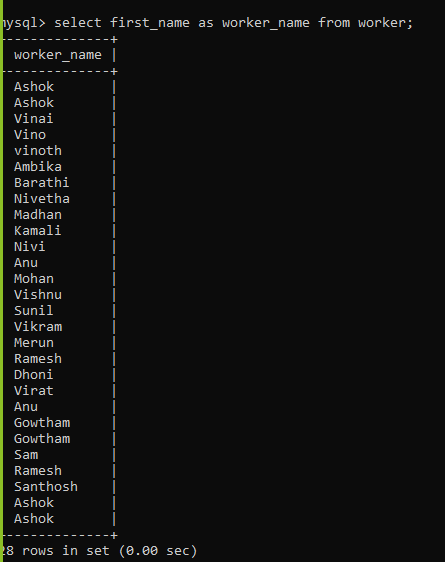 mysql> select first_name as worker_name from worker;
--------------+
worker_name |
--------------+
Ashok |
Ashok |
Vinai |
Vino |
vinoth |
Ambika |
Barathi |
Nivetha |
Madhan |
Kamali |
Nivi |
Anu |
Mohan |
Vishnu |
Sunil |
Vikram |
Merun |
Ramesh |
Dhoni |
Virat |
Anu |
Gowtham |
Gowtham |
Sam |
Ramesh |
Santhosh |
Ashok |
Ashok |
--------------+
28 rows in set (0.00 sec)